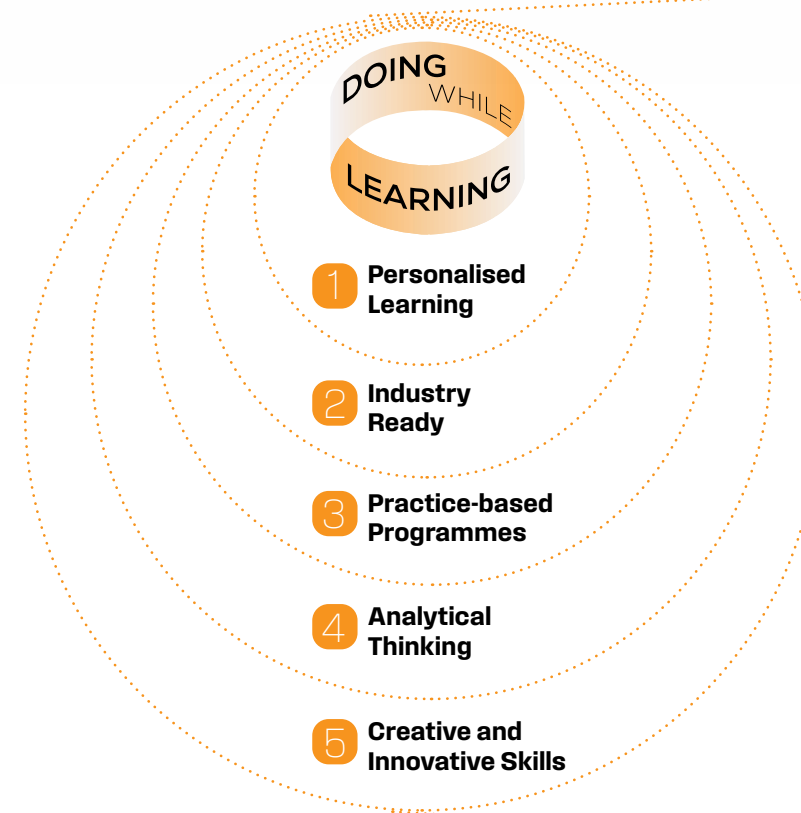 DOING
WHILE
LEARNING
1 Personalised
Learning
2 Industry
Ready
3 Practice-based
Programmes
4 Analytical
Thinking
5 Creative and
Innovative Skills